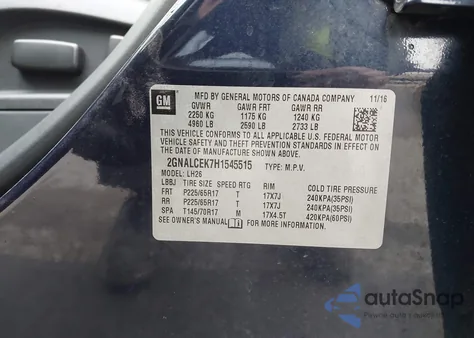 GM
MFD BY GENERAL MOTORS OF CANADA COMPANY 11/16
GVWR GAWR FRT GAWR RR
2250 KG 1175 KG 1240 KG
4960 LB 2590 LB 2733 LB
THIS VEHICLE CONFORMS TO ALL APPLICABLE U.S. FEDERAL MOTOR
VEHICLE SAFETY AND THEFT PREVENTION STANDARDS IN EFFECT
ON THE DATE OF MANUFACTURE SHOWN ABOVE.
2GNALCEK7H1545515 TYPE: M.P.V.
MODEL: LH26
LBBJ TIRE SIZE SPEED RTG RIM COLD TIRE PRESSURE
FRT P225/65R17 T 17X7J 240KPA(35PSI)
RR P225/65R17 T 17X7J 240KPA(35PSI)
SPA T145/70R17 M 17X4.5T 420KPA(60PSI)
SEE OWNER'S MANUAL FOR MORE INFORMATION.
autoSnap